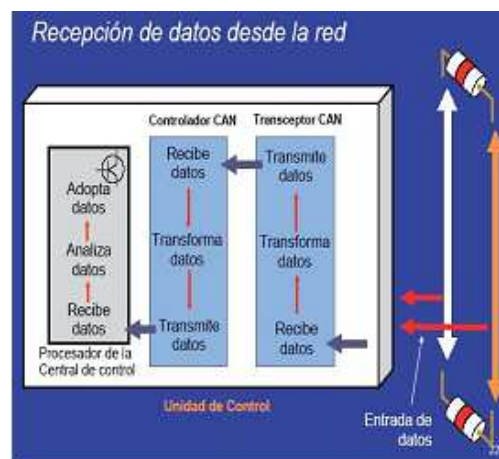 Recepción de datos desde la red
Controlador CAN
Transceptor CAN
Adopta
datos
Analiza
datos
Recibe
datos
Procesador de la
Central de control
Recibe
datos
Transforma
datos
Transmite
datos
Transmite
datos
Transforma
datos
Recibe
datos
Unidad de Control
Entrada de
datos